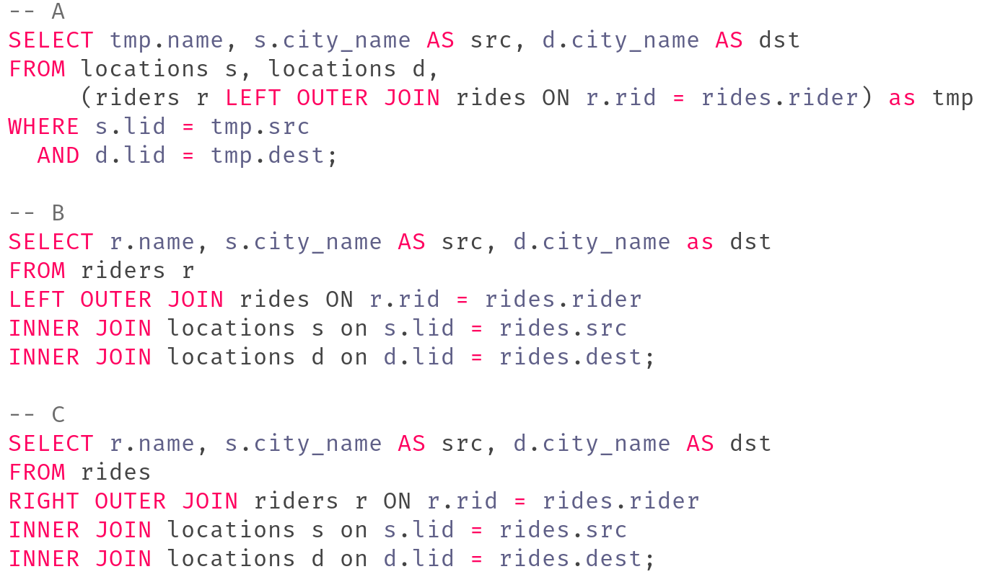 -- A
SELECT tmp.name, s.city_name AS src, d.city_name AS dst
FROM locations s, locations d,
     (riders r LEFT OUTER JOIN rides ON r.rid = rides.rider) as tmp
WHERE s.lid = tmp.src
  AND d.lid = tmp.dest;

-- B
SELECT r.name, s.city_name AS src, d.city_name as dst
FROM riders r
LEFT OUTER JOIN rides ON r.rid = rides.rider
INNER JOIN locations s on s.lid = rides.src
INNER JOIN locations d on d.lid = rides.dest;

-- C
SELECT r.name, s.city_name AS src, d.city_name AS dst
FROM rides
RIGHT OUTER JOIN riders r ON r.rid = rides.rider
INNER JOIN locations s on s.lid = rides.src
INNER JOIN locations d on d.lid = rides.dest;